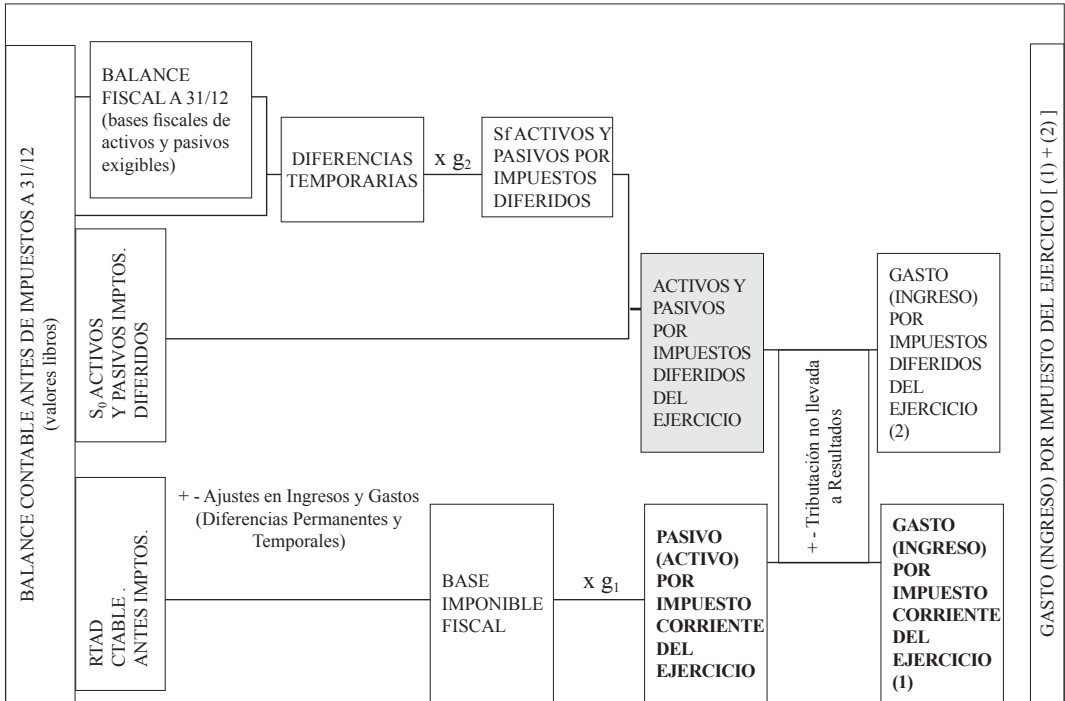 BALANCE CONTABLE ANTES DE IMPUESTOS A 31/12
(valores libros)
BALANCE
FISCAL A 31/12
(bases fiscales de
activos y pasivos
exigibles)
DIFERENCIAS
TEMPORARIAS
x g₂
Sf ACTIVOS Y
PASIVOS POR
IMPUESTOS
DIFERIDOS
S₀ ACTIVOS
Y PASIVOS IMPTOS.
DIFERIDOS
ACTIVOS Y
PASIVOS
POR
IMPUESTOS
DIFERIDOS
DEL
EJERCICIO
GASTO
(INGRESO)
POR
IMPUESTOS
DIFERIDOS
DEL
EJERCICIO
(2)
+ - Tributación no llevada
a Resultados
RTAD
CTABLE .
ANTES IMPTOS.
+ - Ajustes en Ingresos y Gastos
(Diferencias Permanentes y
Temporales)
BASE
IMPONIBLE
FISCAL
x g₁
PASIVO
(ACTIVO)
POR
IMPUESTO
CORRIENTE
DEL
EJERCICIO
GASTO
(INGRESO)
POR
IMPUESTO
CORRIENTE
DEL
EJERCICIO
(1)
GASTO (INGRESO) POR IMPUESTO DEL EJERCICIO [ (1) + (2) ]